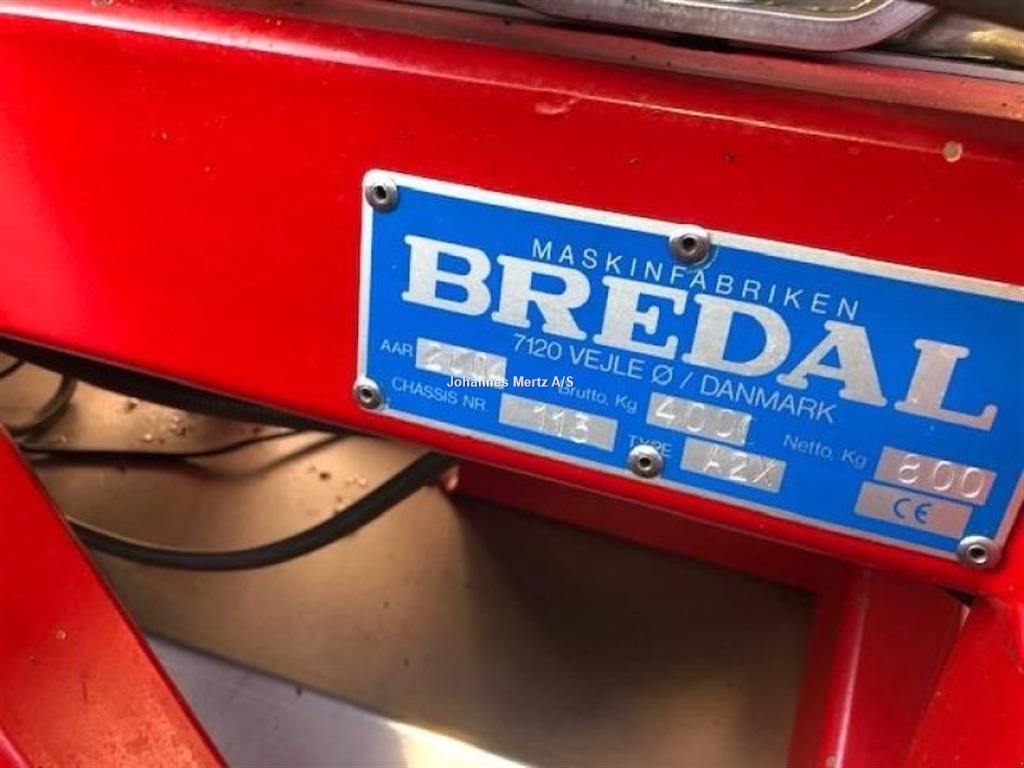 MASKINFABRIKEN
BREDAL
7120 VEJLE Ø / DANMARK
AAR Brutto. Kg 4000 Netto. Kg 800
CHASSIS NR. 113 TYPE A2X CE
Johannes Mertz A/S